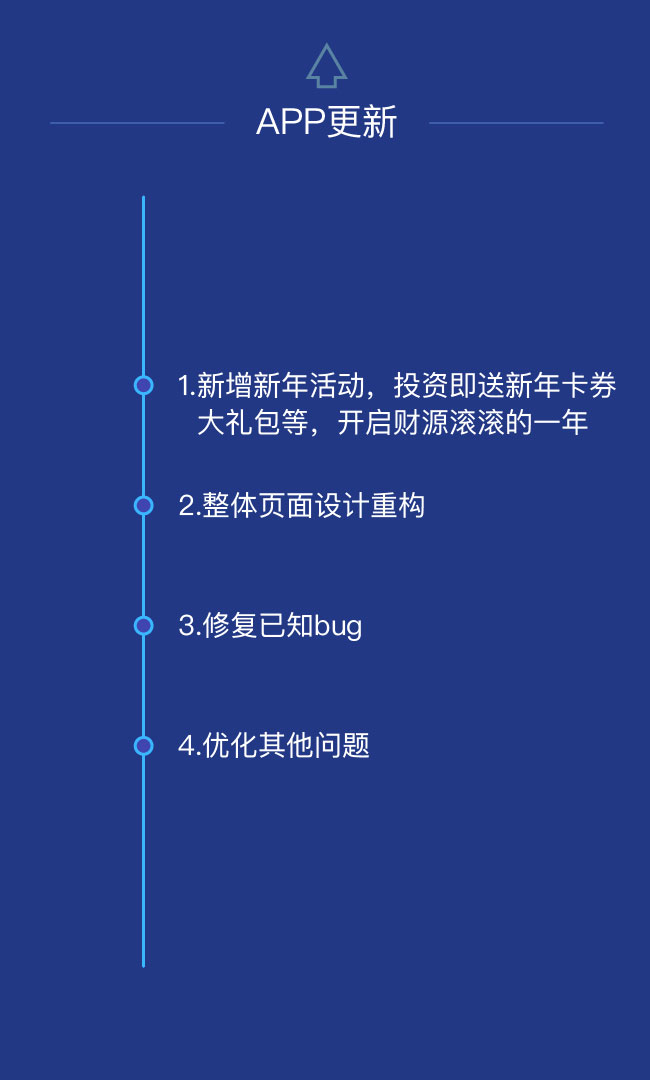 APP更新
1.新增新年活动，投资即送新年卡券
大礼包等，开启财源滚滚的一年
2.整体页面设计重构
3.修复已知bug
4.优化其他问题